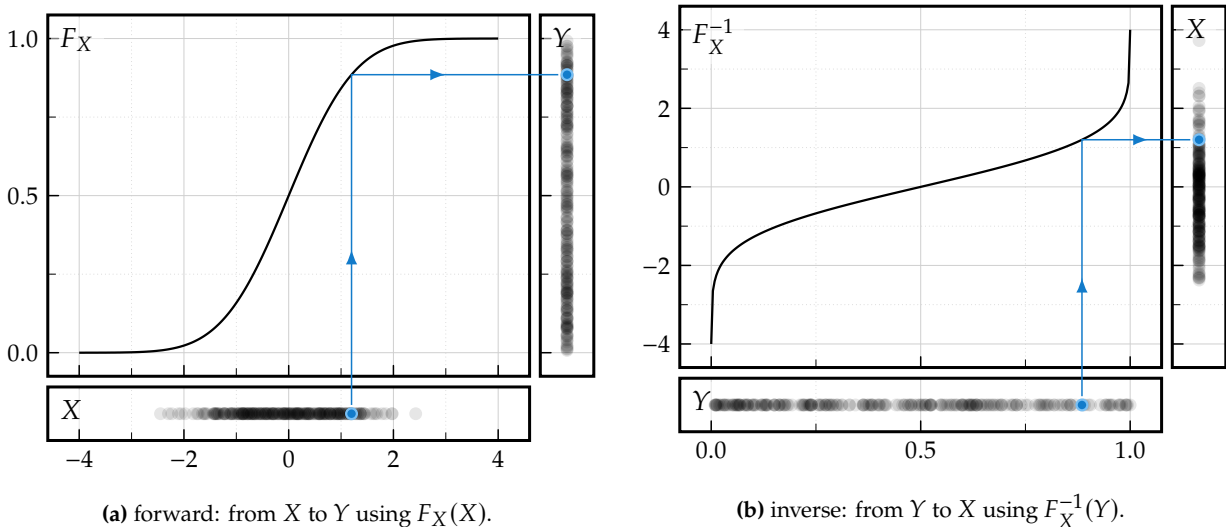 F_X
Y
1.0
0.5
0.0
X
−4 −2 0 2 4
(a) forward: from X to Y using F_X(X).
F_X^{-1}
X
4
2
0
−2
−4
Y
0.0 0.5 1.0
(b) inverse: from Y to X using F_X^{-1}(Y).